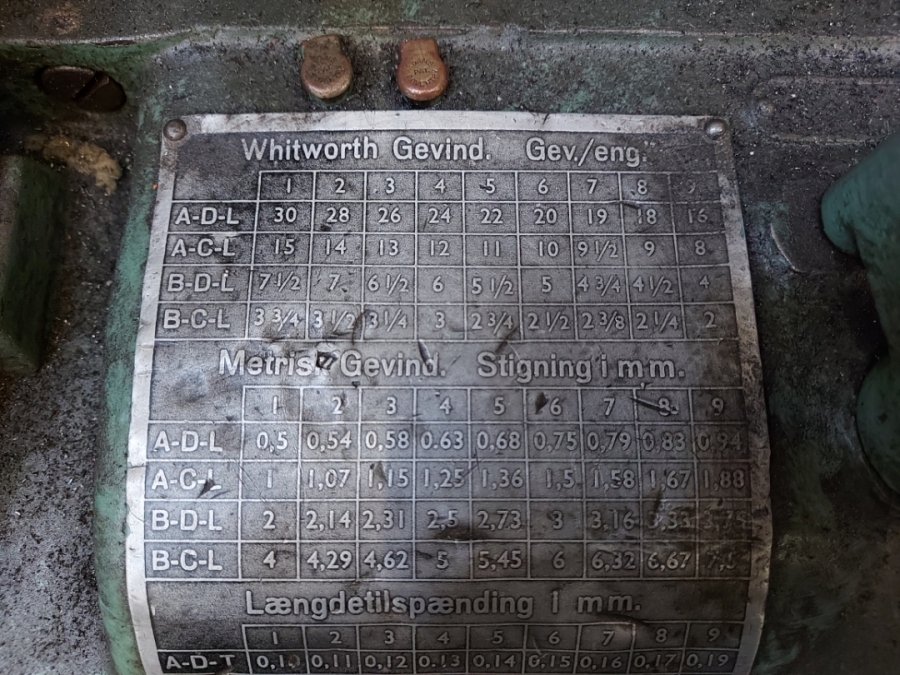 Whitworth Gevind. Gev./eng."
1 2 3 4 5 6 7 8 9
A-D-L 30 28 26 24 22 20 19 18 16
A-C-L 15 14 13 12 11 10 9 1/2 9 8
B-D-L 7 1/2 7 6 1/2 6 5 1/2 5 4 3/4 4 1/2 4
B-C-L 3 3/4 3 1/2 3 1/4 3 2 3/4 2 1/2 2 3/8 2 1/4 2
Metrisk Gevind. Stigning i mm.
1 2 3 4 5 6 7 8 9
A-D-L 0,5 0,54 0,58 0.63 0,68 0,75 0,79 0,83 0,94
A-C-L 1 1,07 1,15 1,25 1,36 1,5 1,58 1,67 1,88
B-D-L 2 2,14 2,31 2,5 2,73 3 3,16 3,33 3,75
B-C-L 4 4,29 4,62 5 5,45 6 6,32 6,67 7,5
Længdetilspænding i mm.
1 2 3 4 5 6 7 8 9
A-D-T 0,10 0,11 0,12 0.13 0,14 0,15 0,16 0,17 0,19